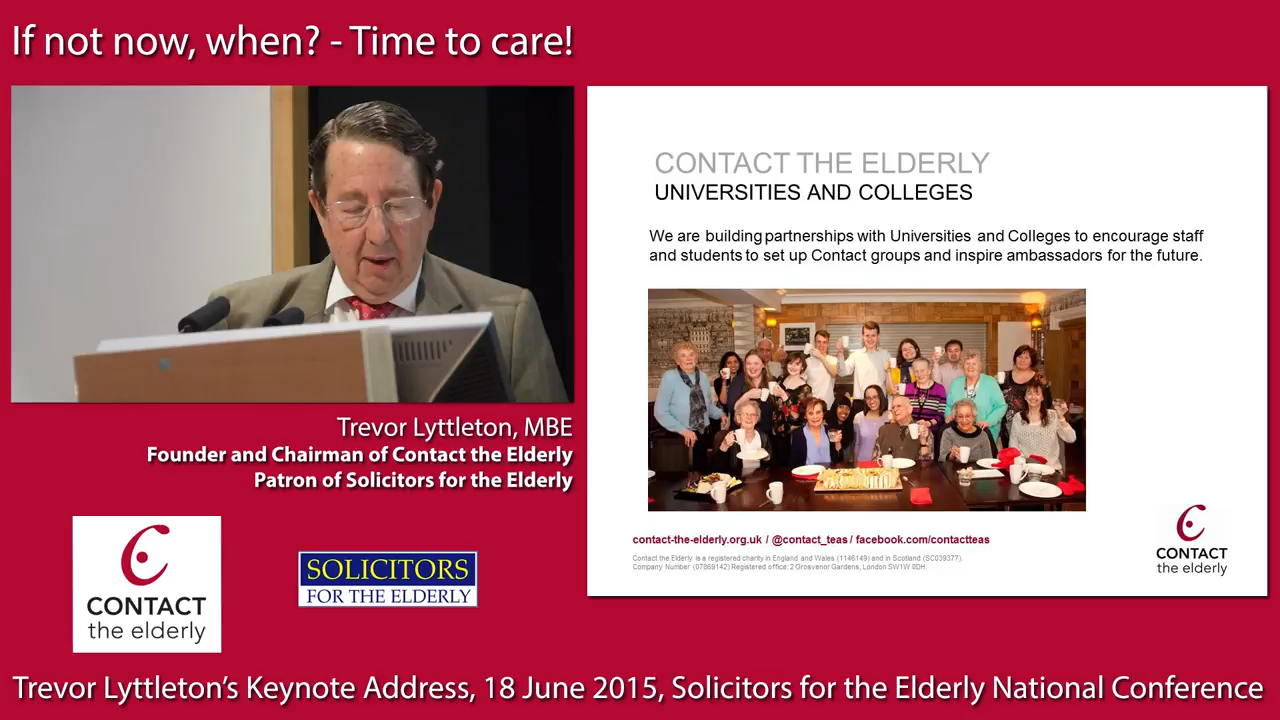 If not now, when? - Time to care!
CONTACT THE ELDERLY
UNIVERSITIES AND COLLEGES
We are building partnerships with Universities and Colleges to encourage staff
and students to set up Contact groups and inspire ambassadors for the future.
contact-the-elderly.org.uk / @contact_teas / facebook.com/contactteas
Contact the Elderly is a registered charity in England and Wales (1146149) and in Scotland (SC039377).
Company Number (07869142) Registered office: 2 Grosvenor Gardens, London SW1W 0DH.
CONTACT
the elderly
Trevor Lyttleton, MBE
Founder and Chairman of Contact the Elderly
Patron of Solicitors for the Elderly
CONTACT
the elderly
SOLICITORS
FOR THE ELDERLY
Trevor Lyttleton's Keynote Address, 18 June 2015, Solicitors for the Elderly National Conference